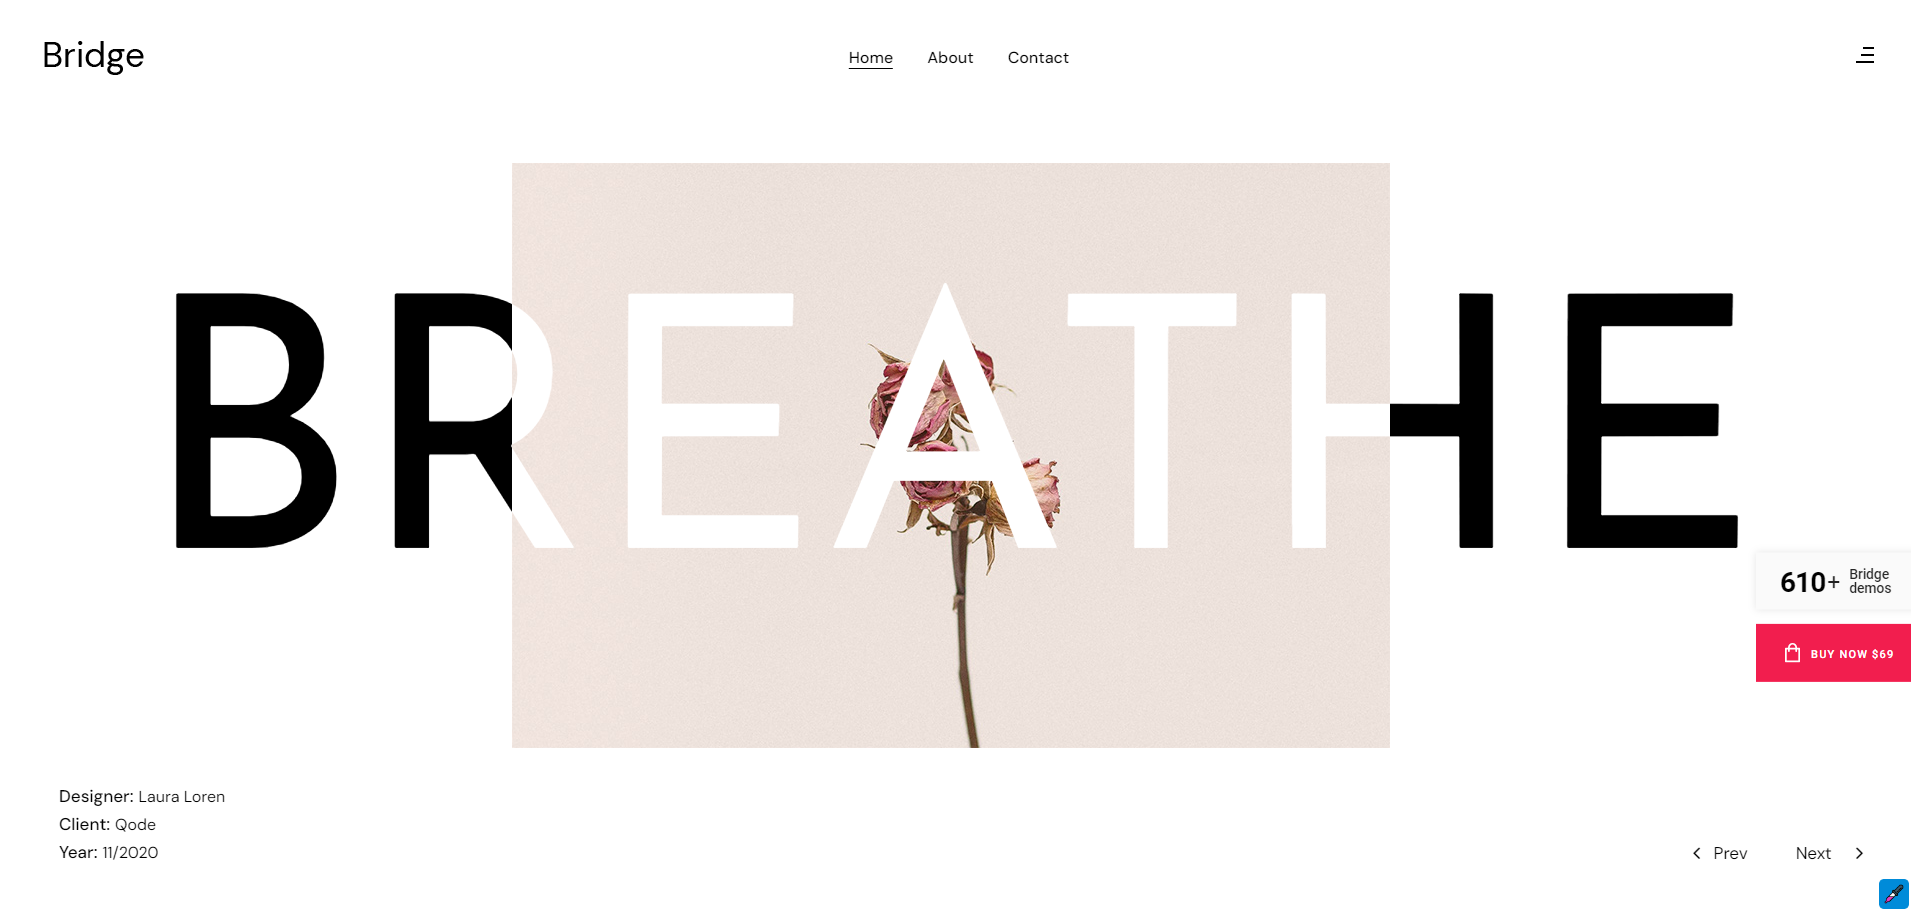 Bridge
Home About Contact
BREATHE
610+ Bridge demos
BUY NOW $69
Designer: Laura Loren
Client: Qode
Year: 11/2020
Prev Next